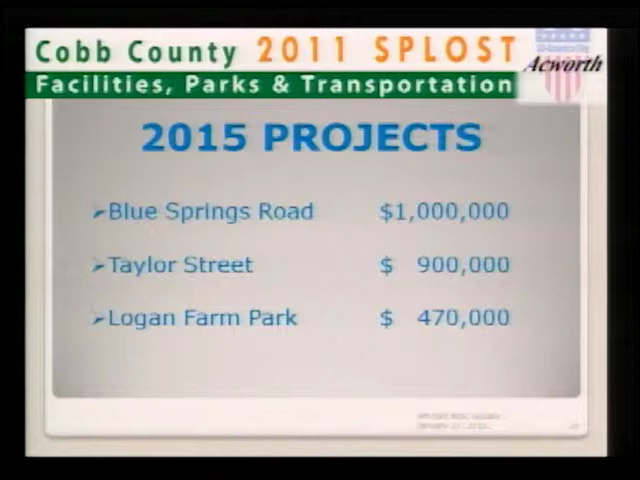 Cobb County 2011 SPLOST
Acworth
Facilities, Parks & Transportation
2015 PROJECTS
➢Blue Springs Road $1,000,000
➢Taylor Street $ 900,000
➢Logan Farm Park $ 470,000